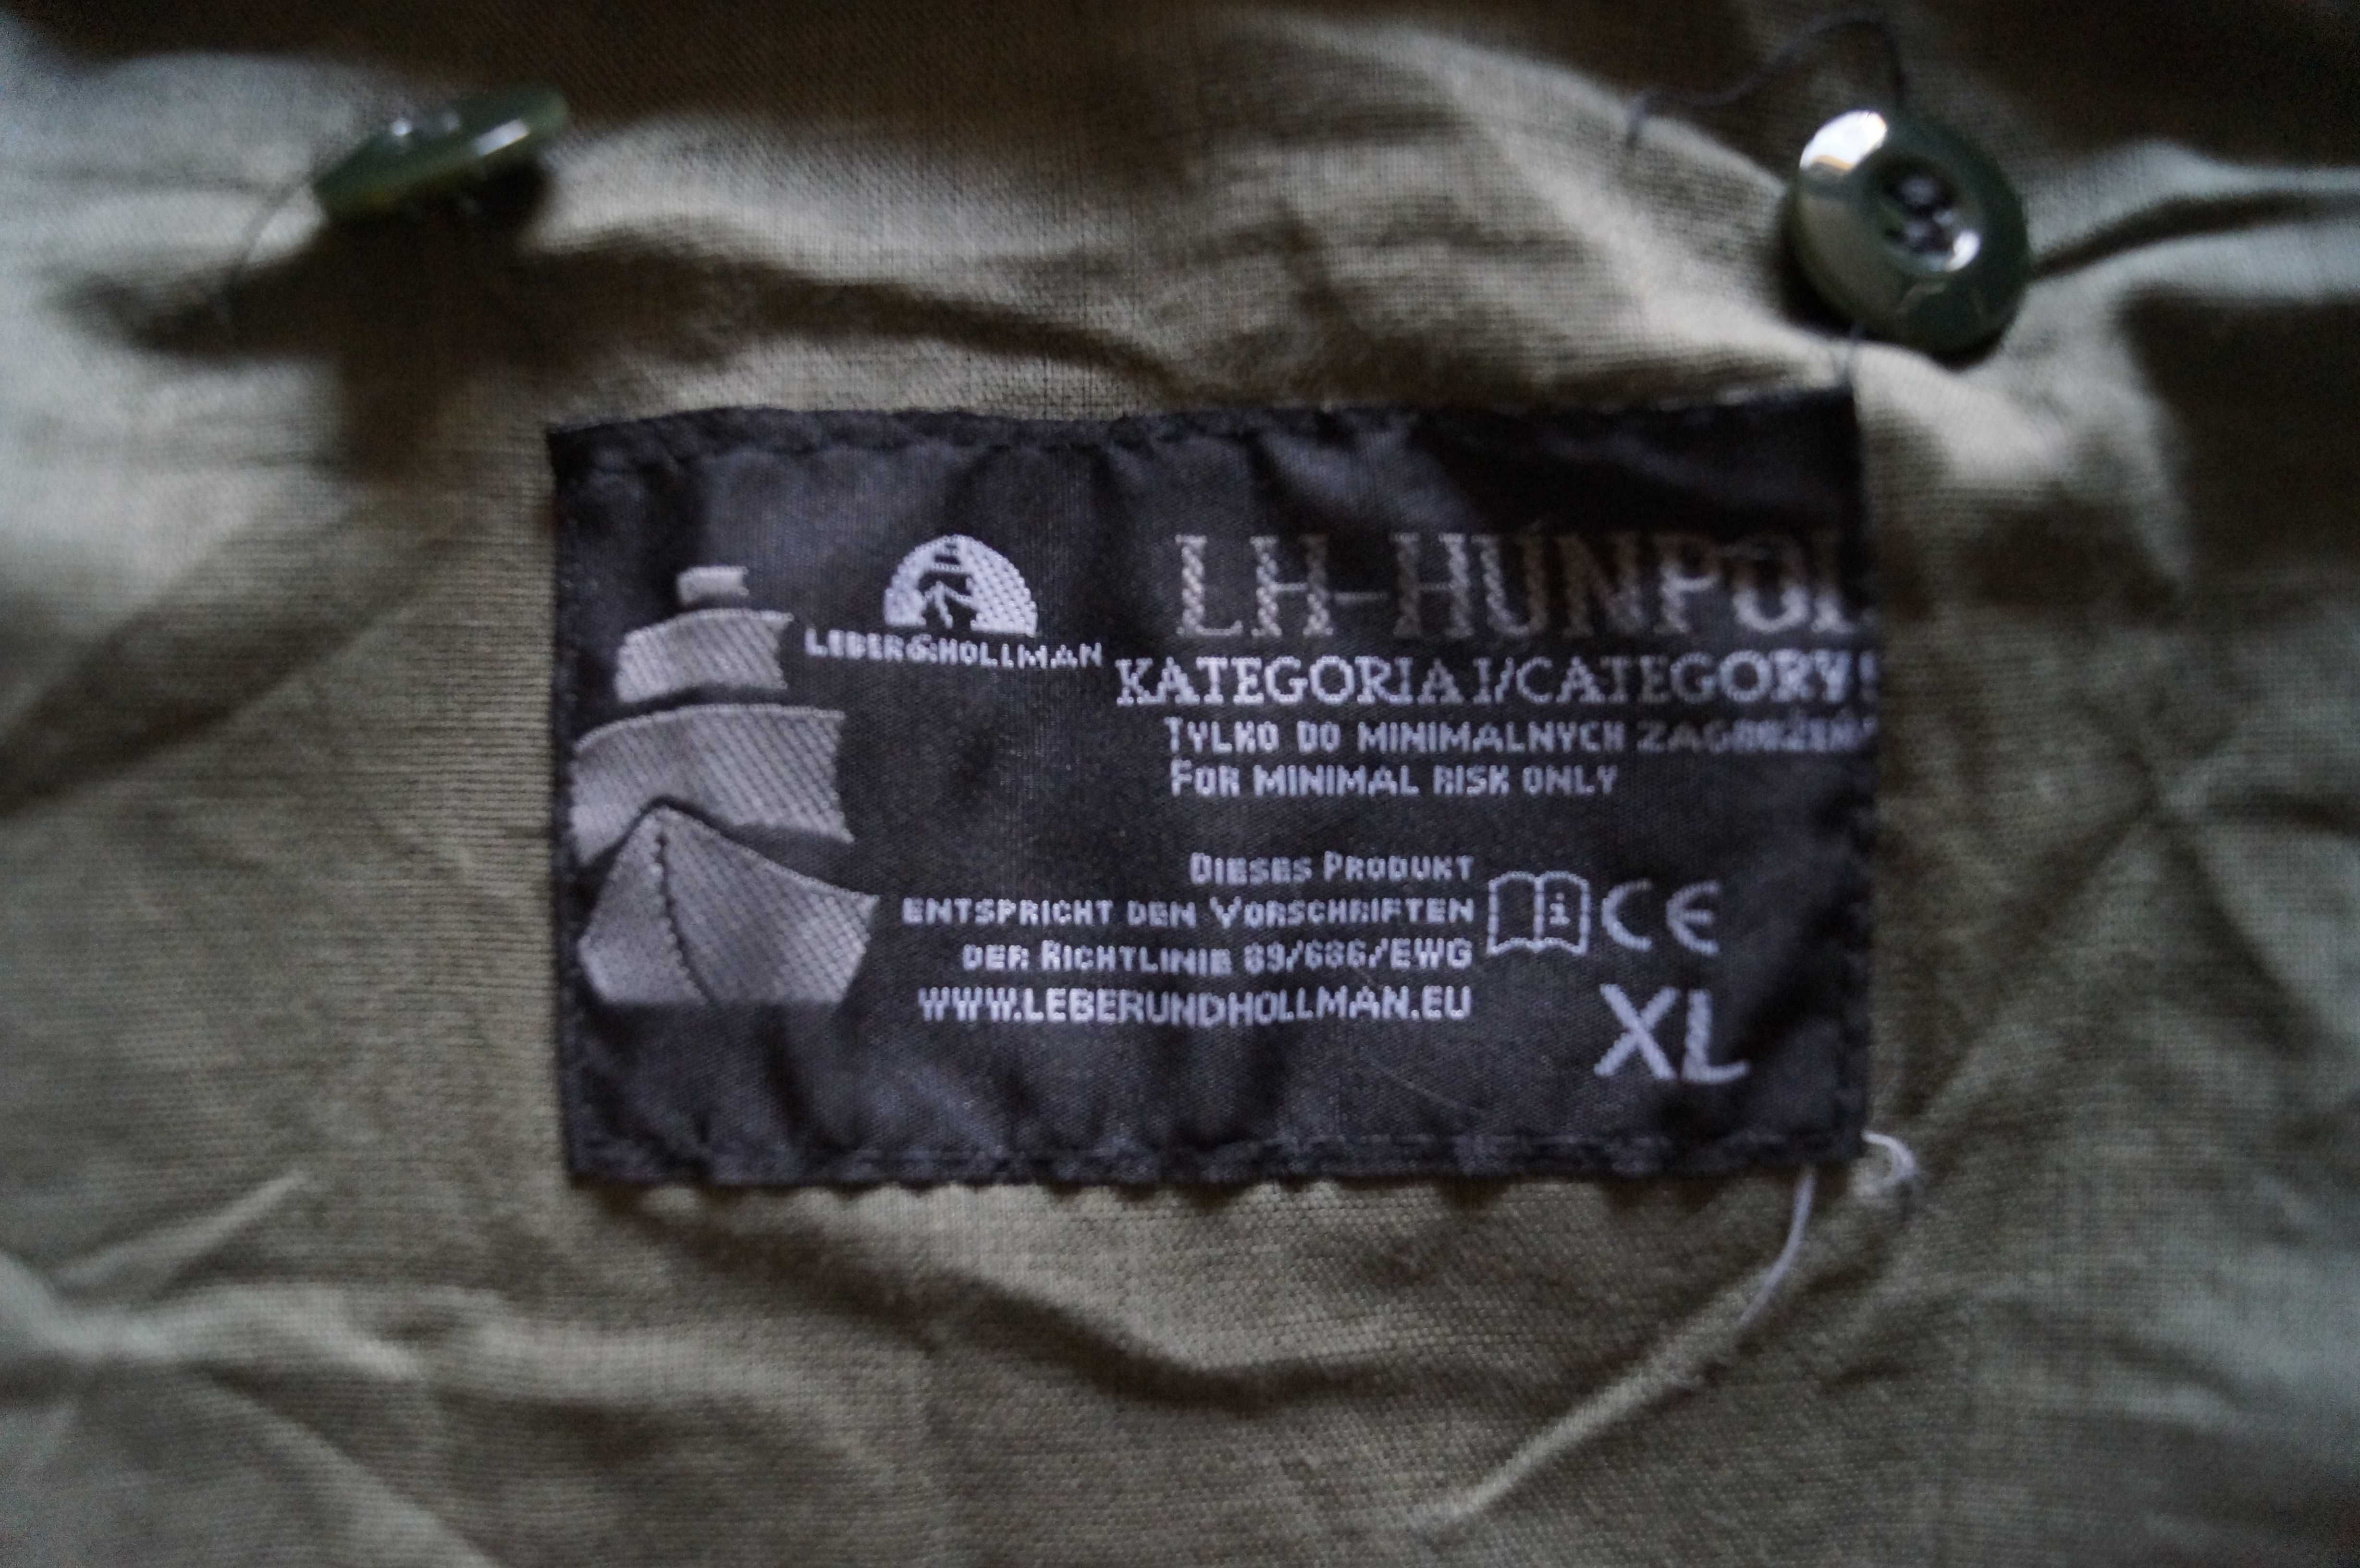 LEBER&HOLLMAN
LH-HUNPOL
KATEGORIA I/CATEGORY
TYLKO DO MINIMALNYCH ZAGROŻEŃ
FOR MINIMAL RISK ONLY
DIESES PRODUKT
ENTSPRICHT DEN VORSCHRIFTEN
DER RICHTLINIE 89/686/EWG
WWW.LEBERUNDHOLLMAN.EU
i
CE
XL